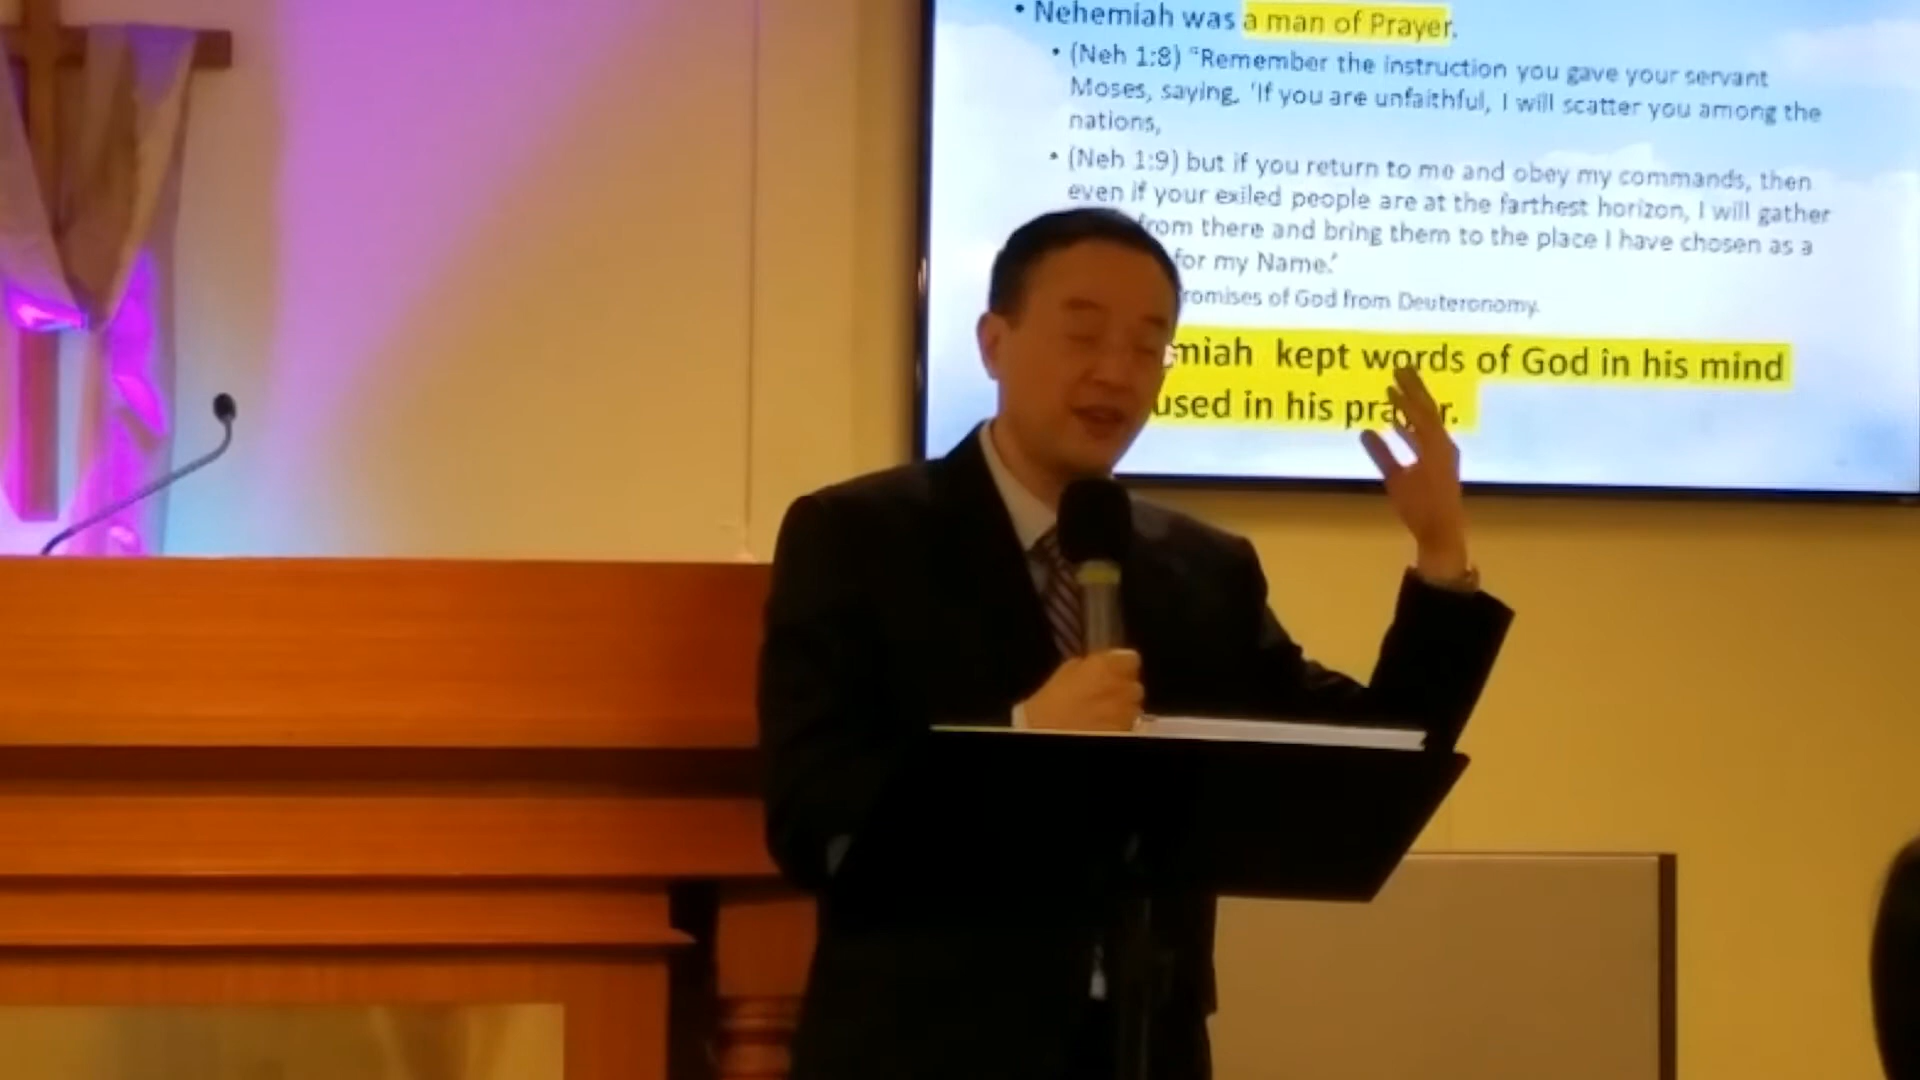 • Nehemiah was a man of Prayer.
• (Neh 1:8) "Remember the instruction you gave your servant
Moses, saying, 'If you are unfaithful, I will scatter you among the
nations,
• (Neh 1:9) but if you return to me and obey my commands, then
even if your exiled people are at the farthest horizon, I will gather
from there and bring them to the place I have chosen as a
for my Name.'
romises of God from Deuteronomy.
miah kept words of God in his mind
used in his prayer.